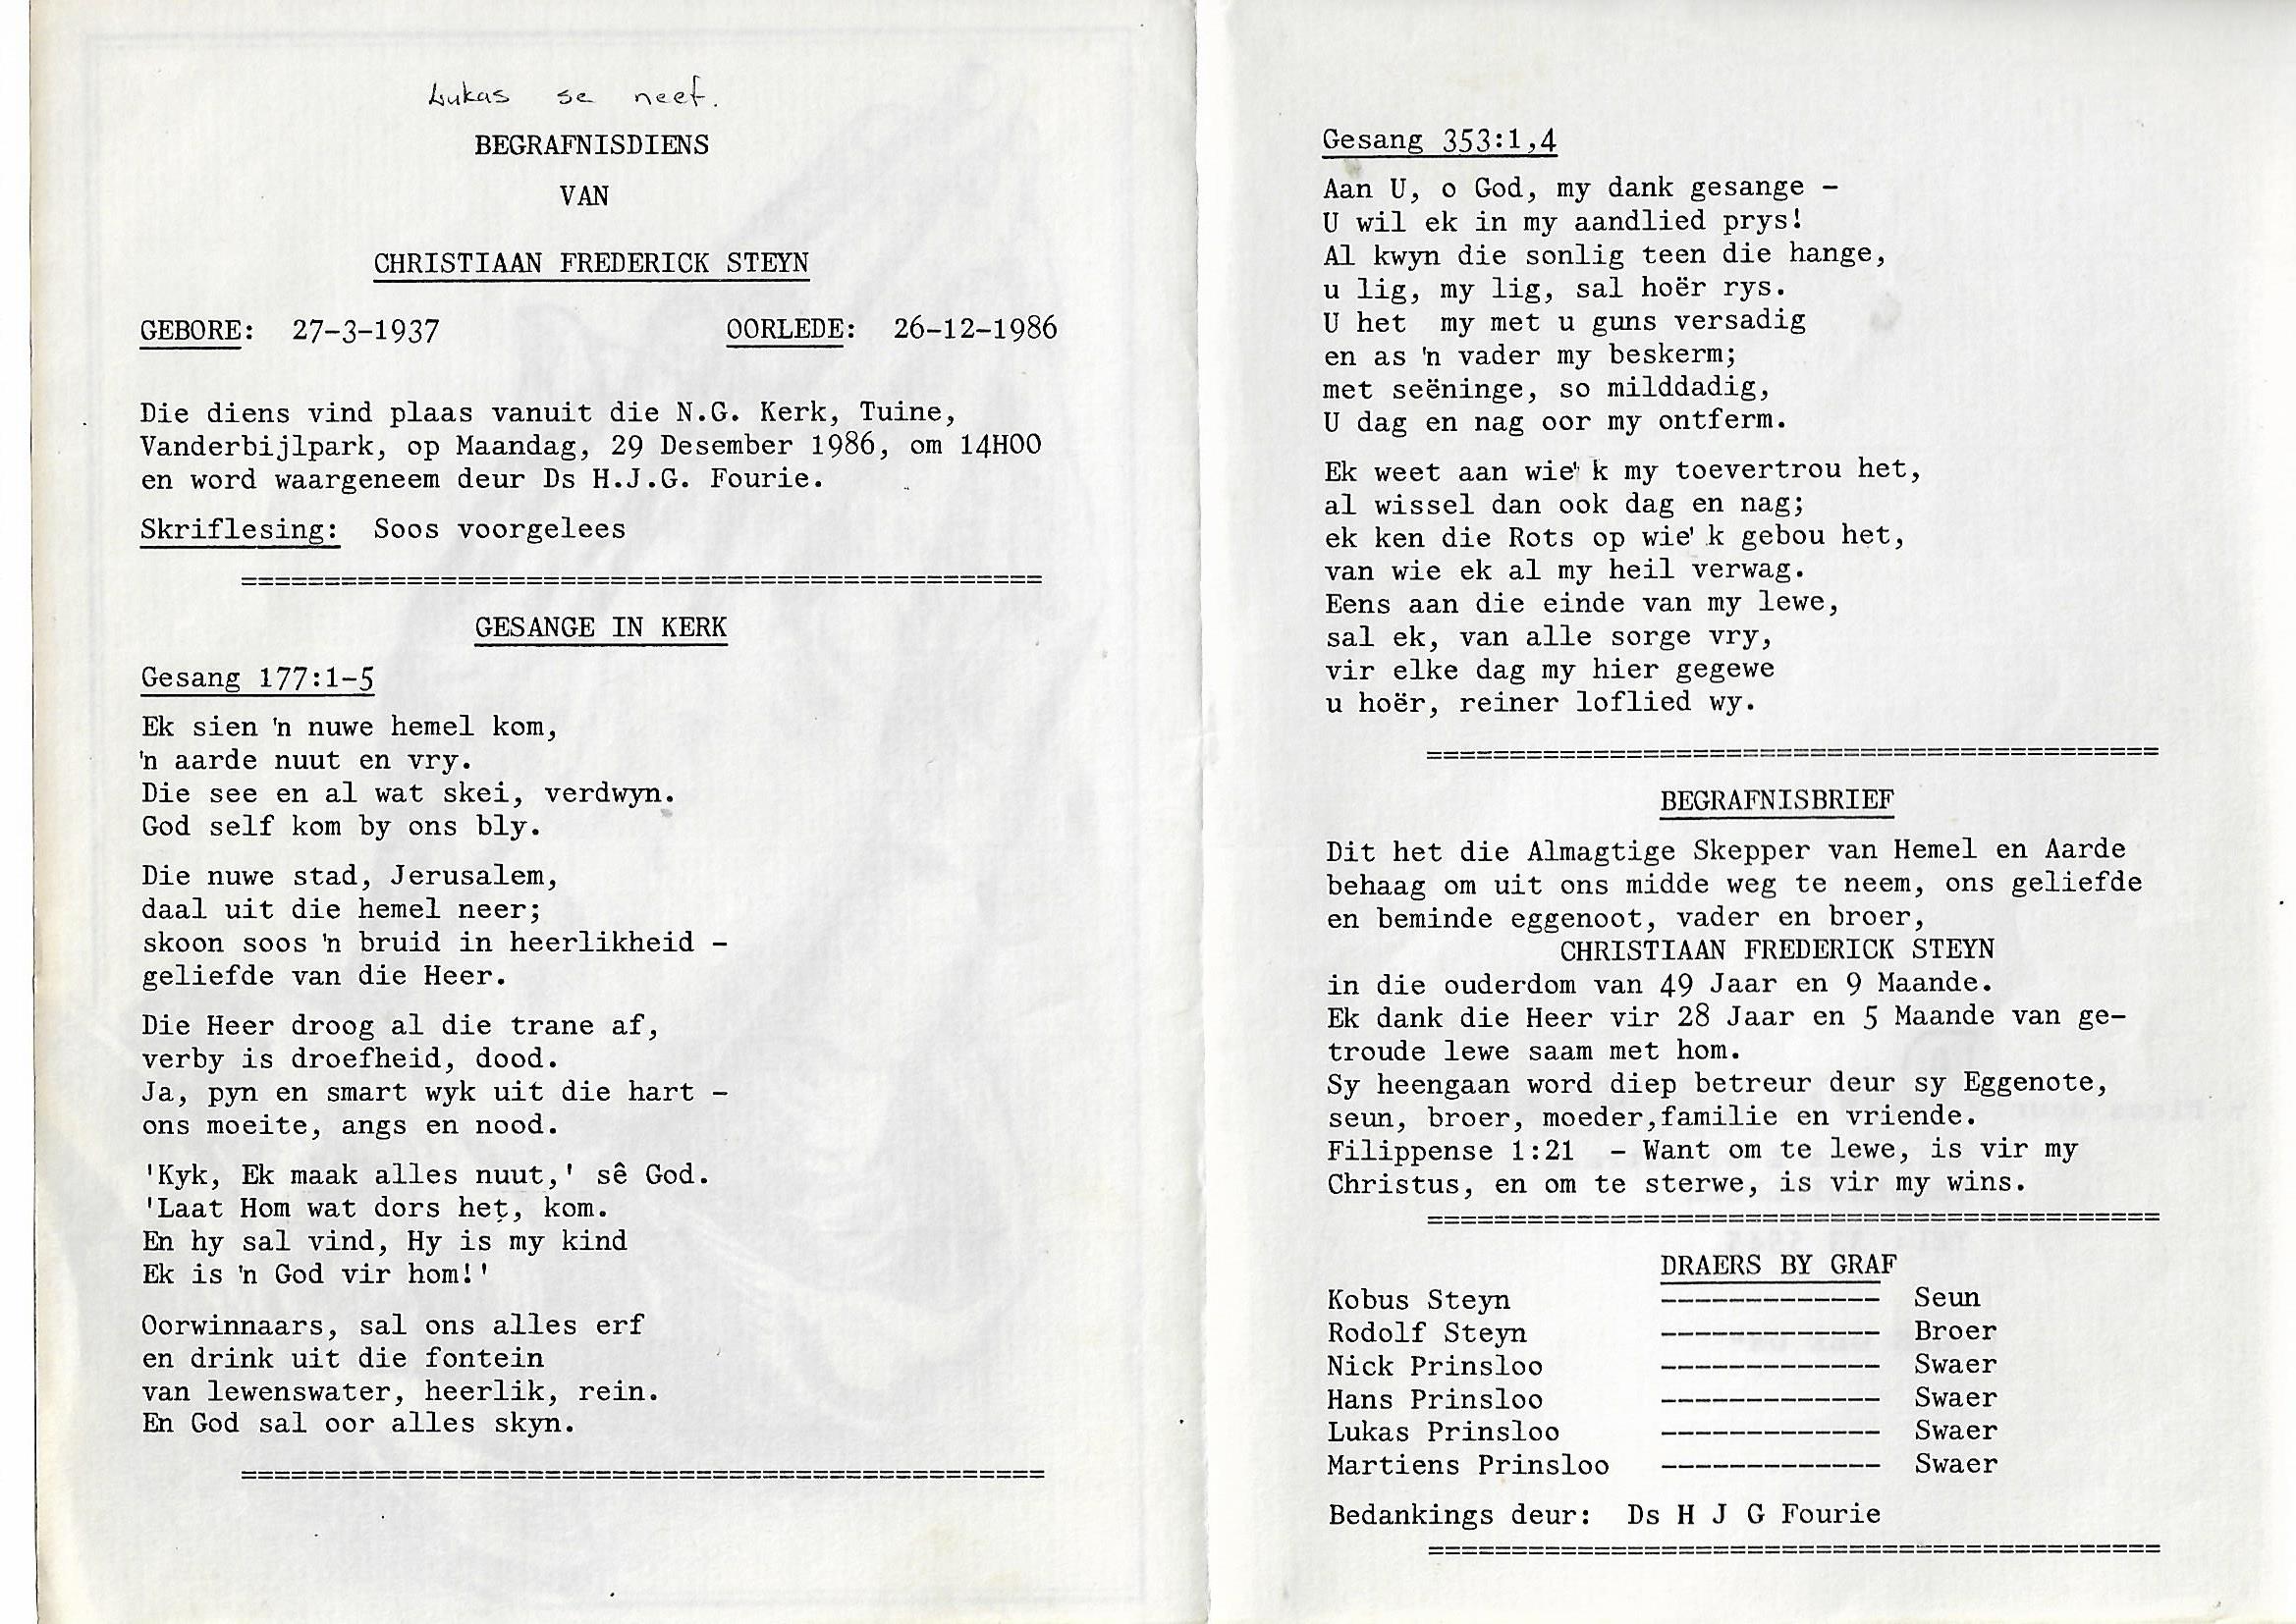 Lukas se neef.
BEGRAFNISDIENS
VAN
CHRISTIAAN FREDERICK STEYN
GEBORE: 27-3-1937 OORLEDE: 26-12-1986
Die diens vind plaas vanuit die N.G. Kerk, Tuine,
Vanderbijlpark, op Maandag, 29 Desember 1986, om 14H00
en word waargeneem deur Ds H.J.G. Fourie.
Skriflesing: Soos voorgelees
================================================
GESANGE IN KERK
Gesang 177:1-5
Ek sien 'n nuwe hemel kom,
'n aarde nuut en vry.
Die see en al wat skei, verdwyn.
God self kom by ons bly.
Die nuwe stad, Jerusalem,
daal uit die hemel neer;
skoon soos 'n bruid in heerlikheid -
geliefde van die Heer.
Die Heer droog al die trane af,
verby is droefheid, dood.
Ja, pyn en smart wyk uit die hart -
ons moeite, angs en nood.
'Kyk, Ek maak alles nuut,' sê God.
'Laat Hom wat dors het, kom.
En hy sal vind, Hy is my kind
Ek is 'n God vir hom!'
Oorwinnaars, sal ons alles erf
en drink uit die fontein
van lewenswater, heerlik, rein.
En God sal oor alles skyn.
================================================
Gesang 353:1,4
Aan U, o God, my dank gesange -
U wil ek in my aandlied prys!
Al kwyn die sonlig teen die hange,
u lig, my lig, sal hoër rys.
U het my met u guns versadig
en as 'n vader my beskerm;
met seëninge, so milddadig,
U dag en nag oor my ontferm.
Ek weet aan wie' k my toevertrou het,
al wissel dan ook dag en nag;
ek ken die Rots op wie' k gebou het,
van wie ek al my heil verwag.
Eens aan die einde van my lewe,
sal ek, van alle sorge vry,
vir elke dag my hier gegewe
u hoër, reiner loflied wy.
============================================
BEGRAFNISBRIEF
Dit het die Almagtige Skepper van Hemel en Aarde
behaag om uit ons midde weg te neem, ons geliefde
en beminde eggenoot, vader en broer,
CHRISTIAAN FREDERICK STEYN
in die ouderdom van 49 Jaar en 9 Maande.
Ek dank die Heer vir 28 Jaar en 5 Maande van ge-
troude lewe saam met hom.
Sy heengaan word diep betreur deur sy Eggenote,
seun, broer, moeder,familie en vriende.
Filippense 1:21 - Want om te lewe, is vir my
Christus, en om te sterwe, is vir my wins.
============================================
DRAERS BY GRAF
Kobus Steyn ------------- Seun
Rodolf Steyn ------------- Broer
Nick Prinsloo ------------- Swaer
Hans Prinsloo ------------- Swaer
Lukas Prinsloo ------------- Swaer
Martiens Prinsloo ------------- Swaer
Bedankings deur: Ds H J G Fourie
============================================